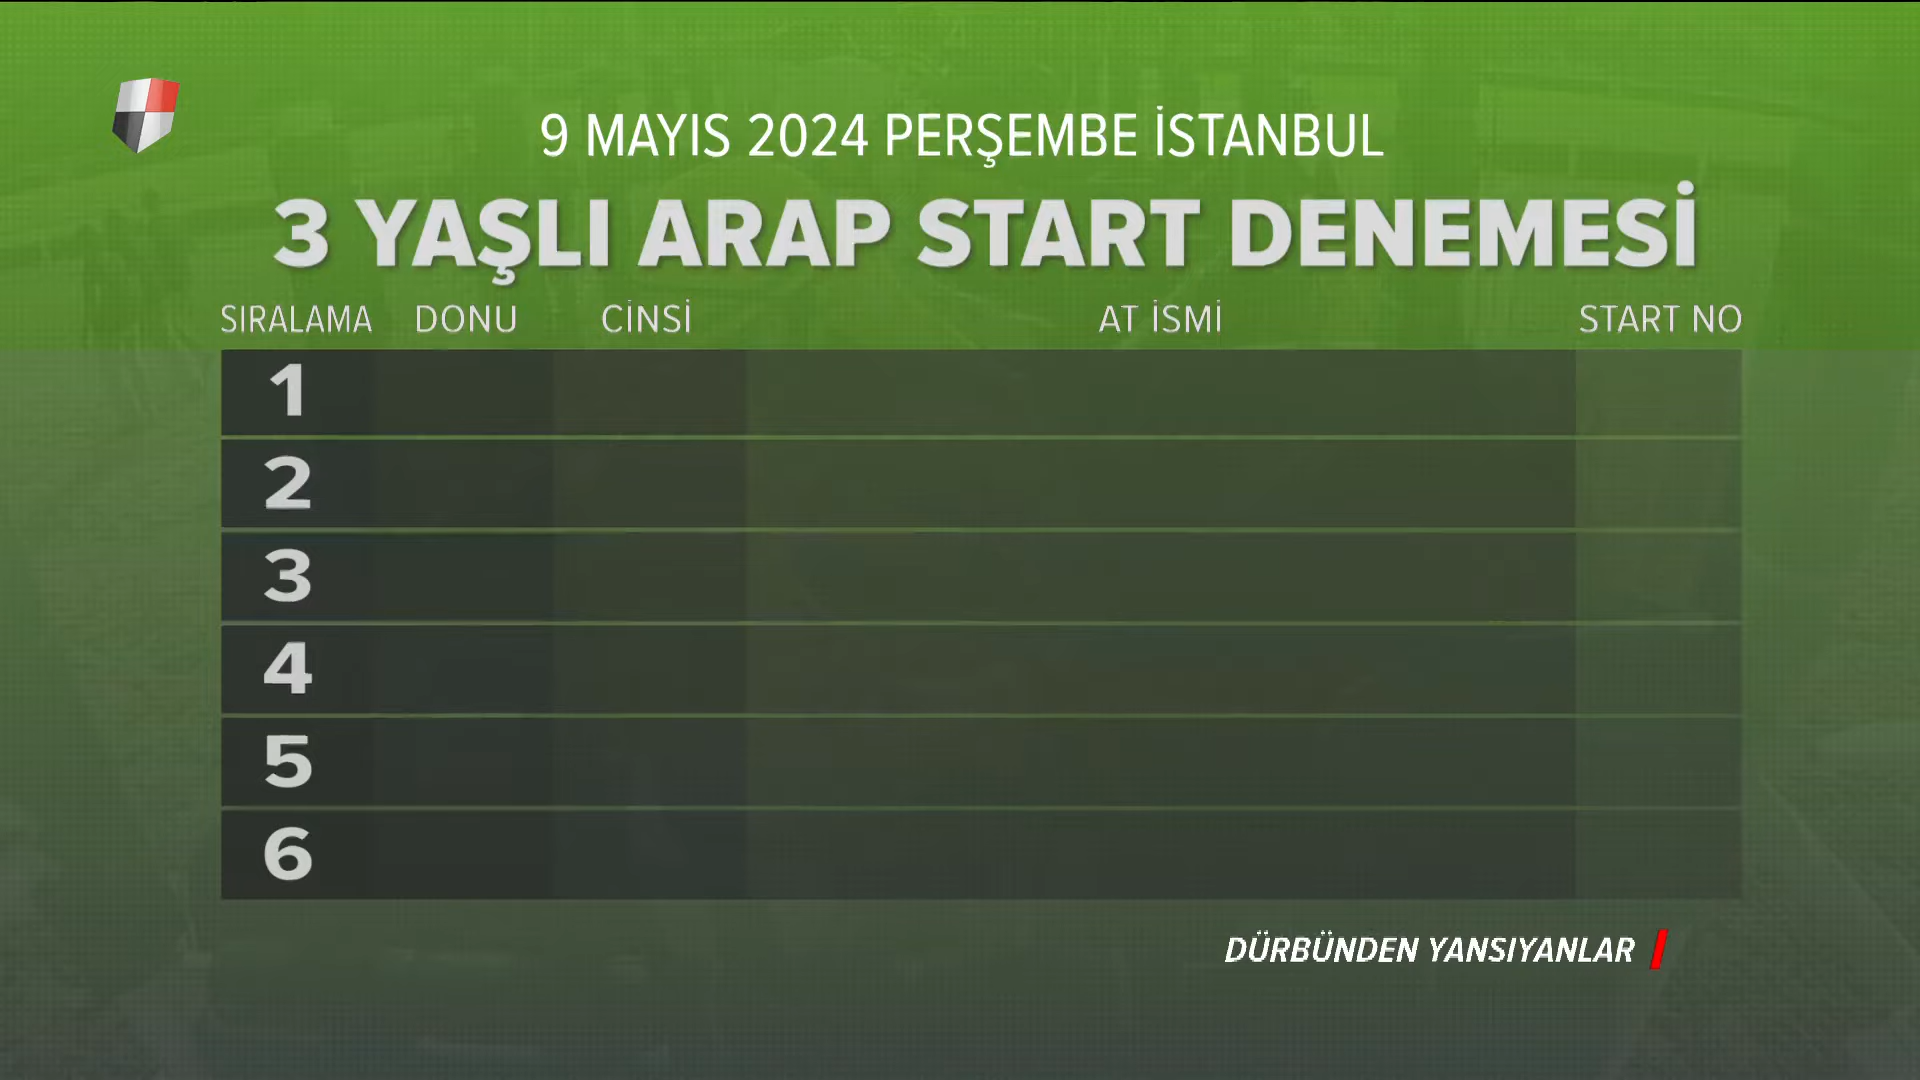 9 MAYIS 2024 PERŞEMBE İSTANBUL
3 YAŞLI ARAP START DENEMESİ
SIRALAMA DONU CİNSİ AT İSMİ START NO
1
2
3
4
5
6
DÜRBÜNDEN YANSIYANLAR